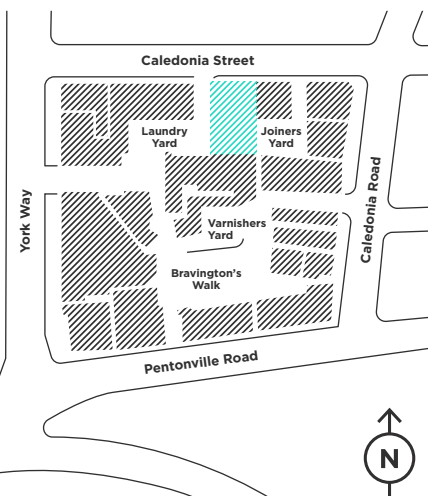 Caledonia Street
Laundry
Yard
Joiners
Yard
York Way
Caledonia Road
Varnishers
Yard
Bravington's
Walk
Pentonville Road
N